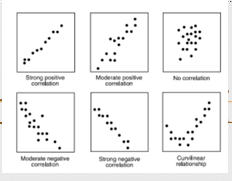 Strong positive
correlation
Moderate positive
correlation
No correlation
Moderate negative
correlation
Strong negative
correlation
Curvilinear
relationship